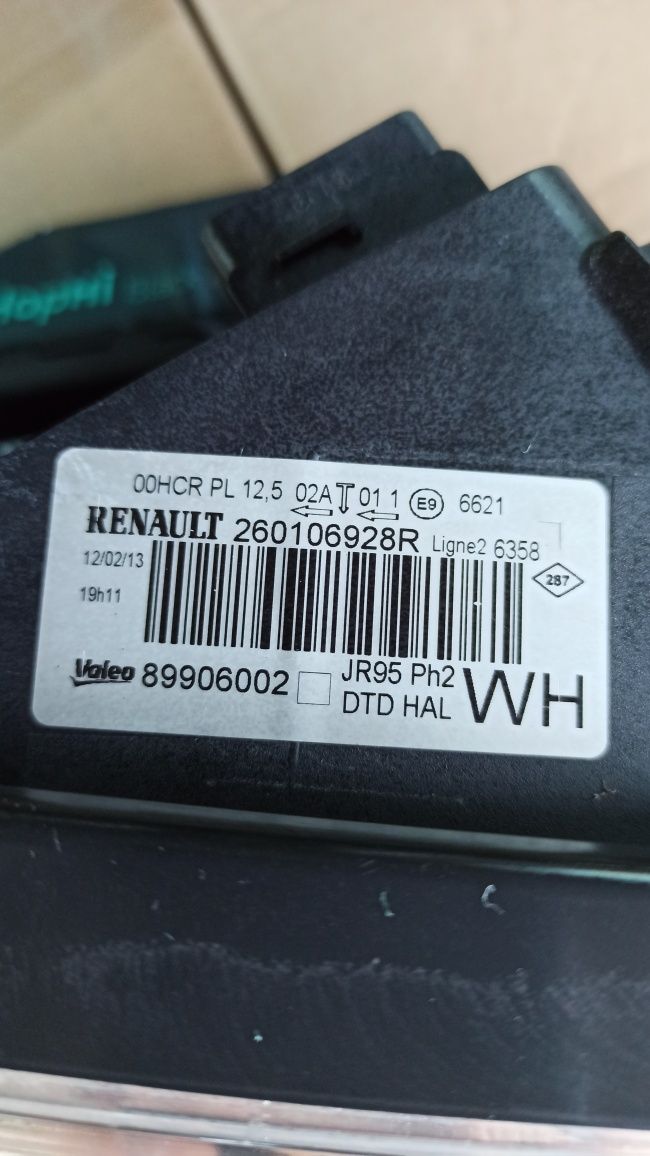 00HCR PL 12,5 02A 01 1 E9 6621
RENAULT 260106928R Ligne2 6358
12/02/13
19h11
287
Valeo 89906002 JR95 Ph2
DTD HAL
WH